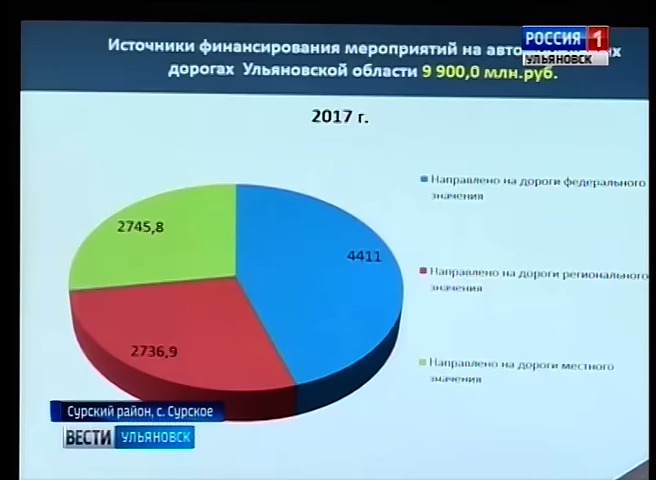 Источники финансирования мероприятий на
дорогах Ульяновской области 9 900,0 млн.руб.
РОССИЯ 1
УЛЬЯНОВСК
2017 г.
Направлено на дороги федерального
значения
2745,8
4411
Направлено на дороги регионального
значения
2736,9
Направлено на дороги местного
значения
Сурский район, с. Сурское
ВЕСТИ УЛЬЯНОВСК